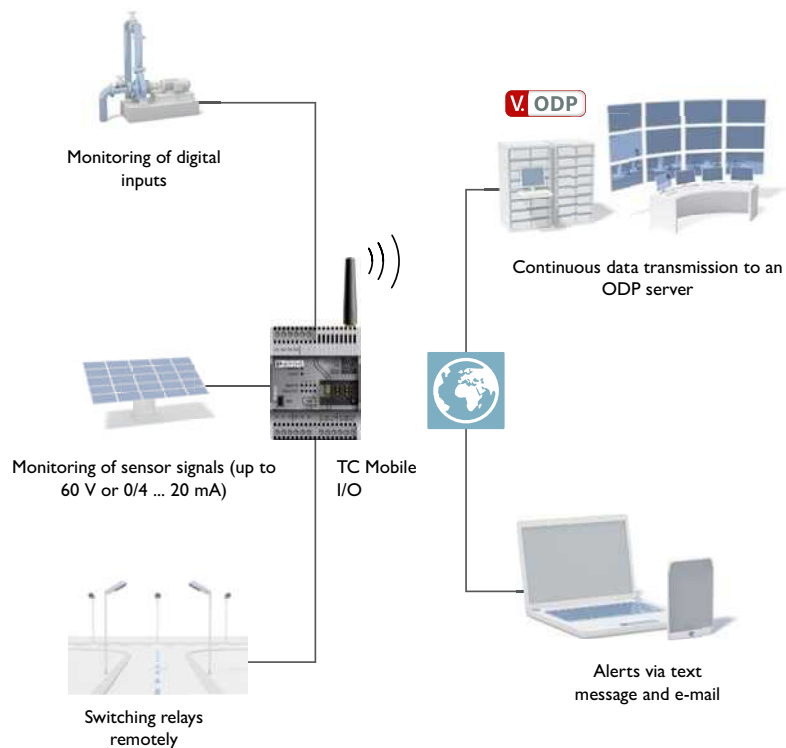 Monitoring of digital
inputs
V. ODP
Continuous data transmission to an
ODP server
Monitoring of sensor signals (up to
60 V or 0/4 ... 20 mA)
TC Mobile
I/O
Alerts via text
message and e-mail
Switching relays
remotely